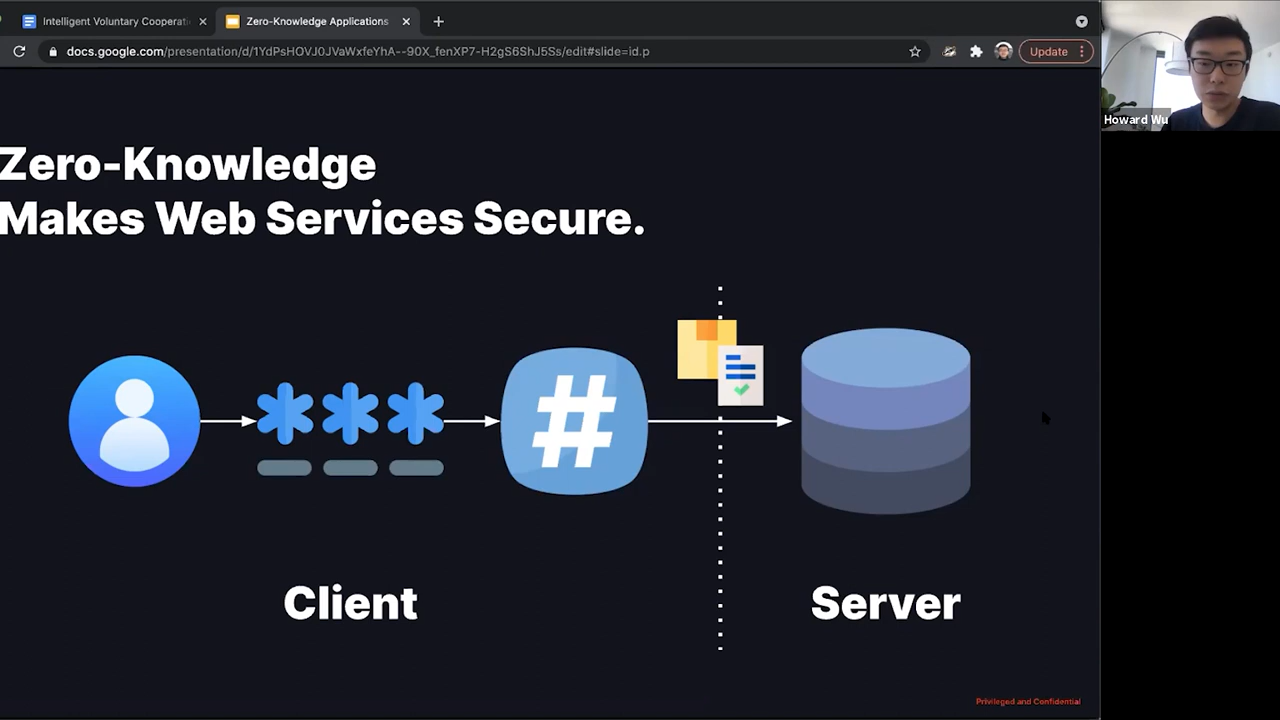 Intelligent Voluntary Cooperati
Zero-Knowledge Applications
docs.google.com/presentation/d/1YdPsHOVJ0JVaWxfeYhA--90X_fenXP7-H2gS6ShJ5Ss/edit#slide=id.p
Update
Howard Wu
Zero-Knowledge
Makes Web Services Secure.
#
Client
Server
Privileged and Confidential